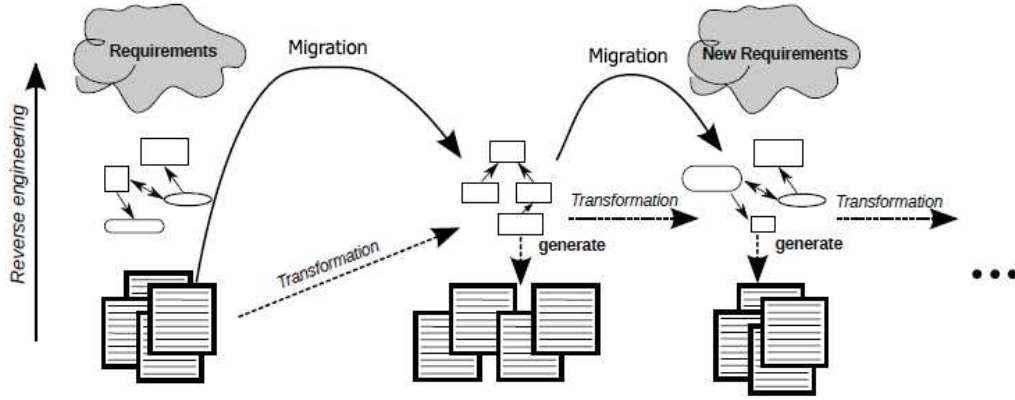 Requirements
Migration
Migration
New Requirements
Reverse engineering
Transformation
Transformation
Transformation
generate
generate